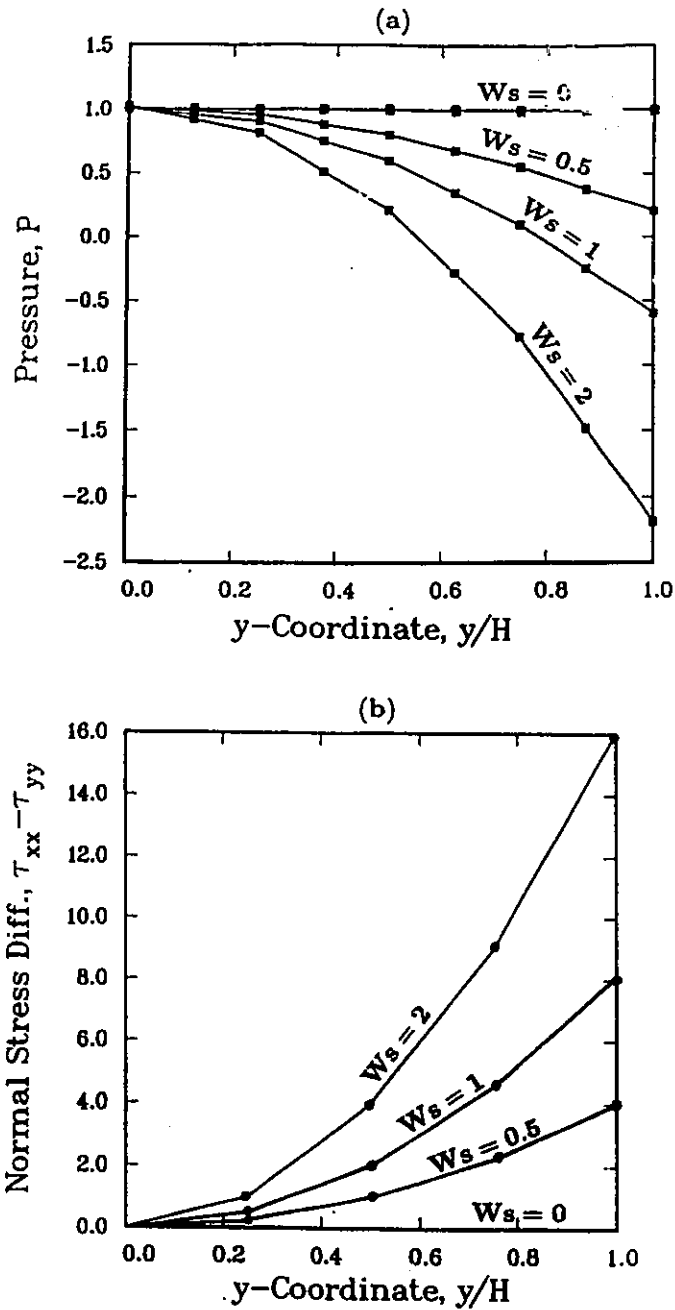 (a)
1.5
1.0
0.5
0.0
−0.5
−1.0
−1.5
−2.0
−2.5
Pressure, P
Ws = 0
Ws = 0.5
Ws = 1
Ws = 2
0.0 0.2 0.4 0.6 0.8 1.0
y−Coordinate, y/H
(b)
16.0
14.0
12.0
10.0
8.0
6.0
4.0
2.0
0.0
Normal Stress Diff., τxx−τyy
Ws = 2
Ws = 1
Ws = 0.5
Ws = 0
0.0 0.2 0.4 0.6 0.8 1.0
y−Coordinate, y/H